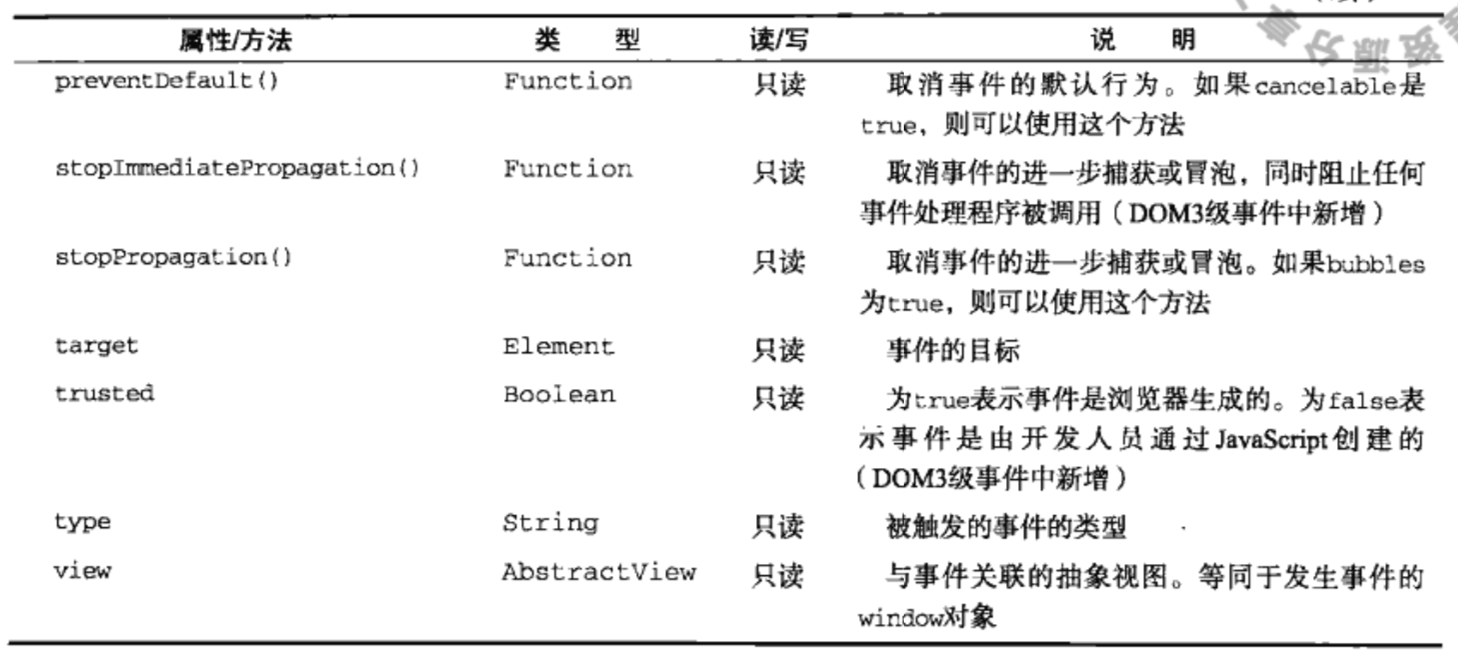 属性/方法 类 型 读/写 说 明
preventDefault() Function 只读 取消事件的默认行为。如果cancelable是
true，则可以使用这个方法
stopImmediatePropagation() Function 只读 取消事件的进一步捕获或冒泡，同时阻止任何
事件处理程序被调用（DOM3级事件中新增）
stopPropagation() Function 只读 取消事件的进一步捕获或冒泡。如果bubbles
为true，则可以使用这个方法
target Element 只读 事件的目标
trusted Boolean 只读 为true表示事件是浏览器生成的。为false表
示事件是由开发人员通过JavaScript创建的
（DOM3级事件中新增）
type String 只读 被触发的事件的类型
view AbstractView 只读 与事件关联的抽象视图。等同于发生事件的
window对象